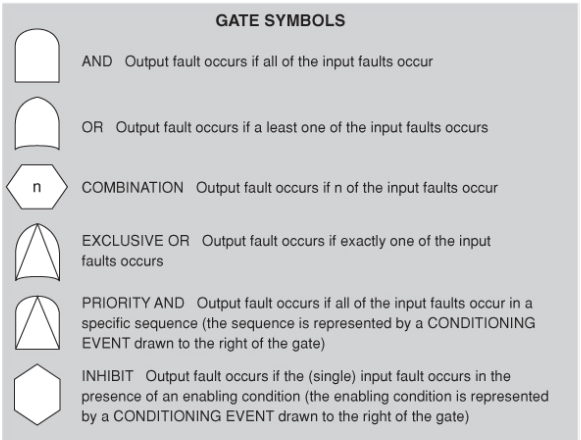 GATE SYMBOLS
AND Output fault occurs if all of the input faults occur
OR Output fault occurs if a least one of the input faults occurs
n
COMBINATION Output fault occurs if n of the input faults occur
EXCLUSIVE OR Output fault occurs if exactly one of the input
faults occurs
PRIORITY AND Output fault occurs if all of the input faults occur in a
specific sequence (the sequence is represented by a CONDITIONING
EVENT drawn to the right of the gate)
INHIBIT Output fault occurs if the (single) input fault occurs in the
presence of an enabling condition (the enabling condition is represented
by a CONDITIONING EVENT drawn to the right of the gate)